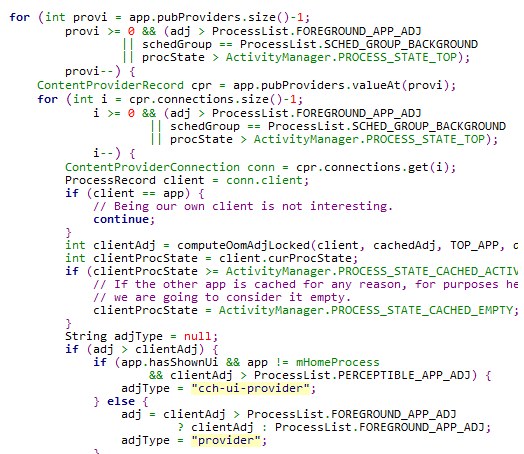 for (int provi = app.pubProviders.size()-1;
provi >= 0 && (adj > ProcessList.FOREGROUND_APP_ADJ
|| schedGroup == ProcessList.SCHED_GROUP_BACKGROUND
|| procState > ActivityManager.PROCESS_STATE_TOP);
provi--) {
ContentProviderRecord cpr = app.pubProviders.valueAt(provi);
for (int i = cpr.connections.size()-1;
i >= 0 && (adj > ProcessList.FOREGROUND_APP_ADJ
|| schedGroup == ProcessList.SCHED_GROUP_BACKGROUND
|| procState > ActivityManager.PROCESS_STATE_TOP);
i--) {
ContentProviderConnection conn = cpr.connections.get(i);
ProcessRecord client = conn.client;
if (client == app) {
// Being our own client is not interesting.
continue;
}
int clientAdj = computeOomAdjLocked(client, cachedAdj, TOP_APP, d
int clientProcState = client.curProcState;
if (clientProcState >= ActivityManager.PROCESS_STATE_CACHED_ACTIV
// If the other app is cached for any reason, for purposes he
// we are going to consider it empty.
clientProcState = ActivityManager.PROCESS_STATE_CACHED_EMPTY;
}
String adjType = null;
if (adj > clientAdj) {
if (app.hasShownUi && app != mHomeProcess
&& clientAdj > ProcessList.PERCEPTIBLE_APP_ADJ) {
adjType = "cch-ui-provider";
} else {
adj = clientAdj > ProcessList.FOREGROUND_APP_ADJ
? clientAdj : ProcessList.FOREGROUND_APP_ADJ;
adjType = "provider";
}